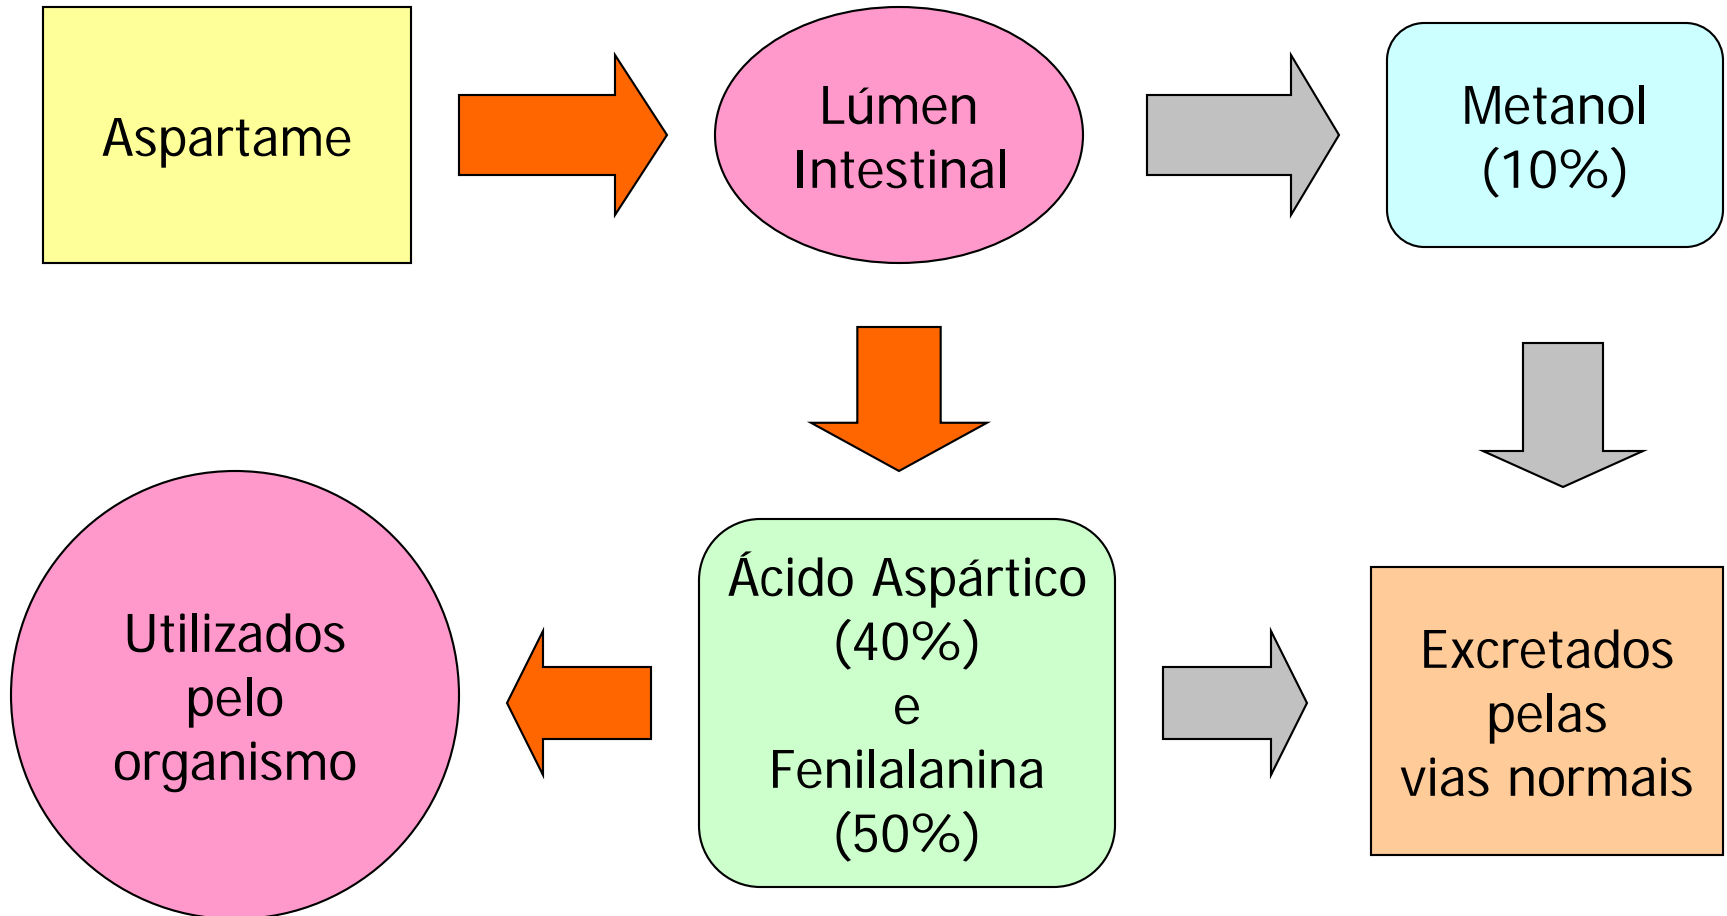 Aspartame
Lúmen
Intestinal
Metanol
(10%)
Utilizados
pelo
organismo
Ácido Aspártico
(40%)
e
Fenilalanina
(50%)
Excretados
pelas
vias normais